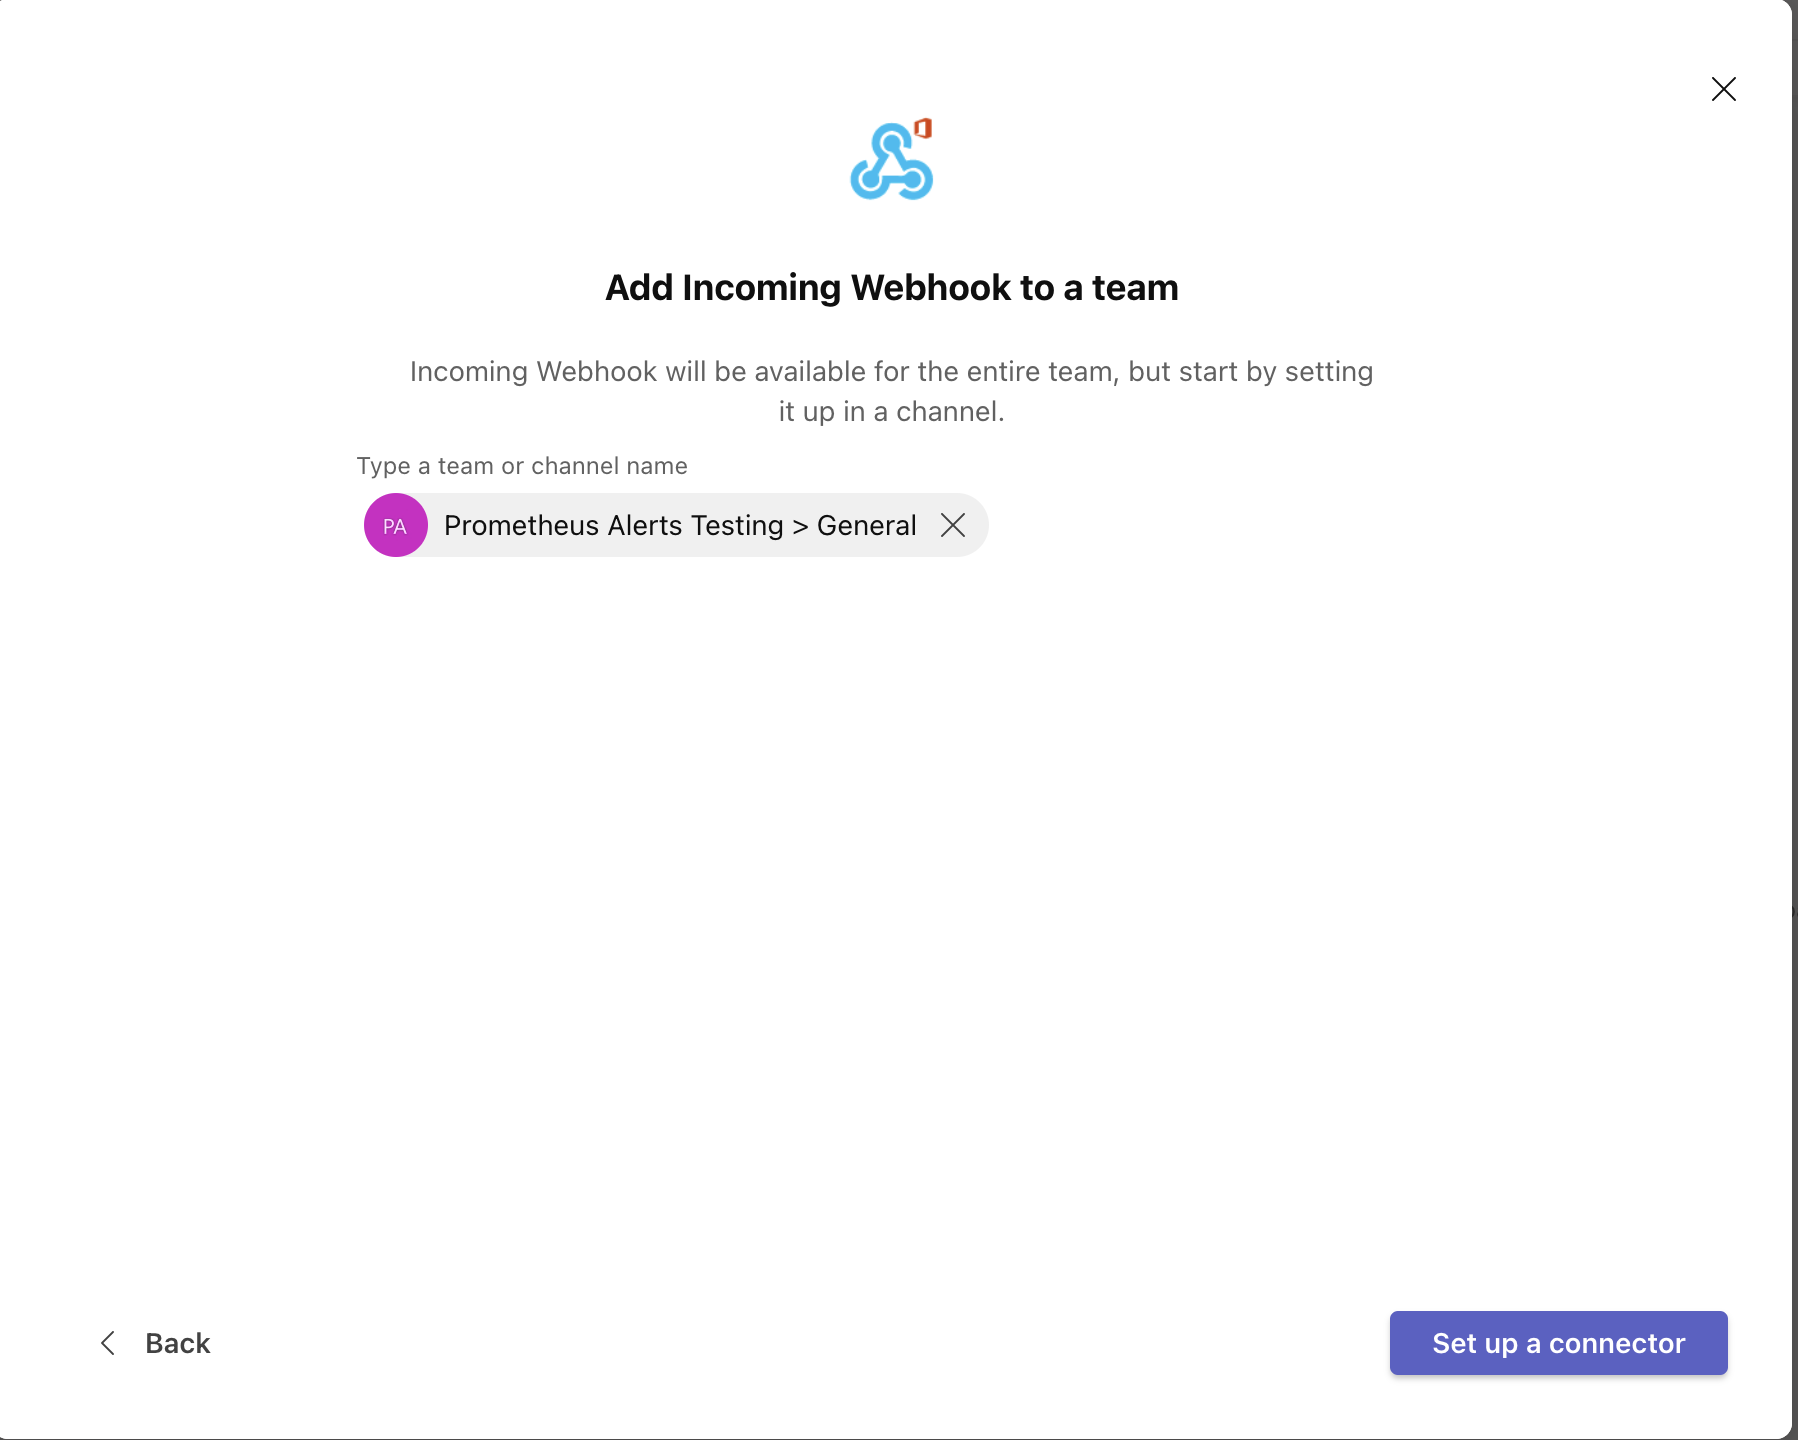 Add Incoming Webhook to a team
Incoming Webhook will be available for the entire team, but start by setting
it up in a channel.
Type a team or channel name
PA
Prometheus Alerts Testing > General
Back
Set up a connector